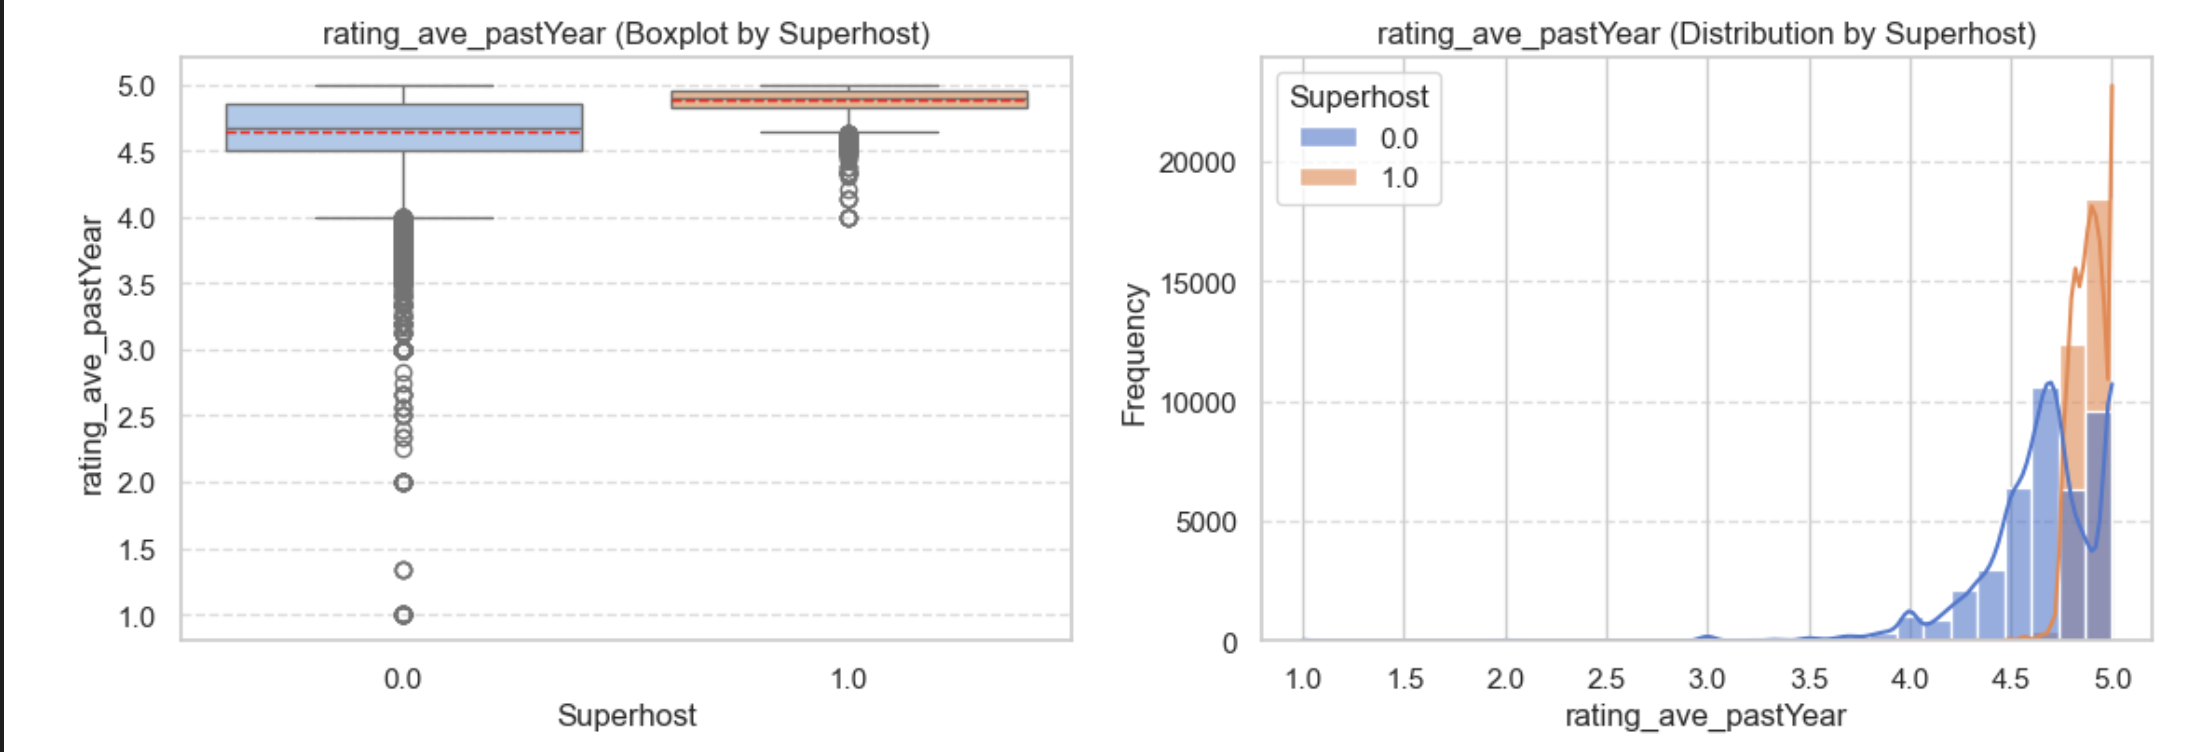 rating_ave_pastYear (Boxplot by Superhost)
rating_ave_pastYear
5.0
4.5
4.0
3.5
3.0
2.5
2.0
1.5
1.0
0.0
1.0
Superhost
rating_ave_pastYear (Distribution by Superhost)
Superhost
0.0
1.0
Frequency
20000
15000
10000
5000
0
1.0 1.5 2.0 2.5 3.0 3.5 4.0 4.5 5.0
rating_ave_pastYear